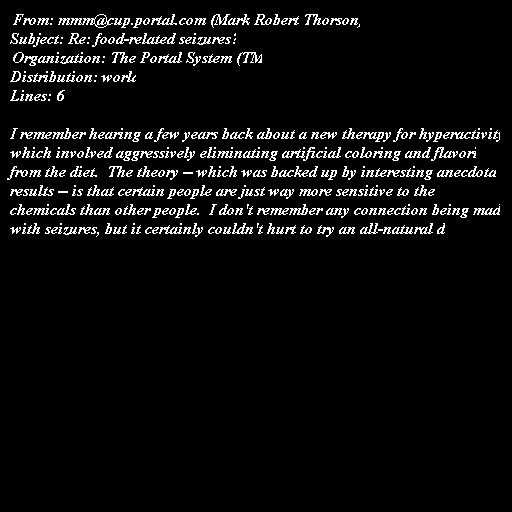 From: mmm@cup.portal.com (Mark Robert Thorson,
Subject: Re: food-related seizures?
Organization: The Portal System (TM
Distribution: world
Lines: 6

I remember hearing a few years back about a new therapy for hyperactivity
which involved aggressively eliminating artificial coloring and flavori
from the diet. The theory -- which was backed up by interesting anecdota
results -- is that certain people are just way more sensitive to the
chemicals than other people. I don't remember any connection being mad
with seizures, but it certainly couldn't hurt to try an all-natural d